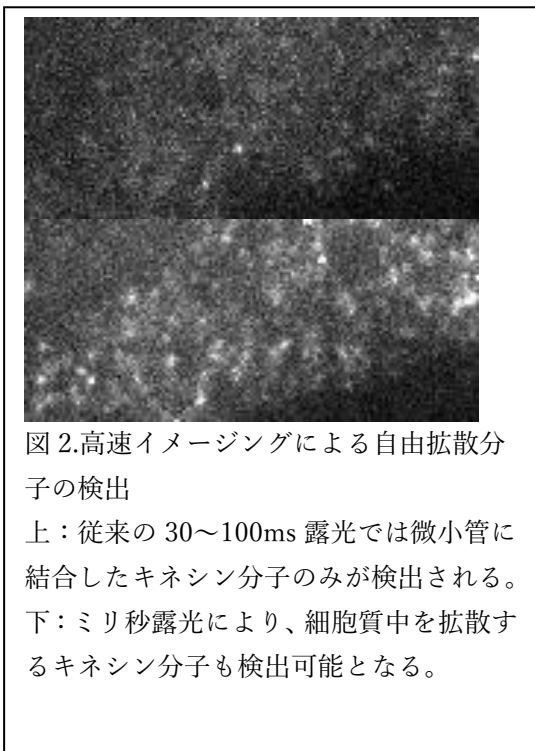 図 2.高速イメージングによる自由拡散分
子の検出
上：従来の 30～100ms 露光では微小管に
結合したキネシン分子のみが検出される。
下：ミリ秒露光により、細胞質中を拡散す
るキネシン分子も検出可能となる。